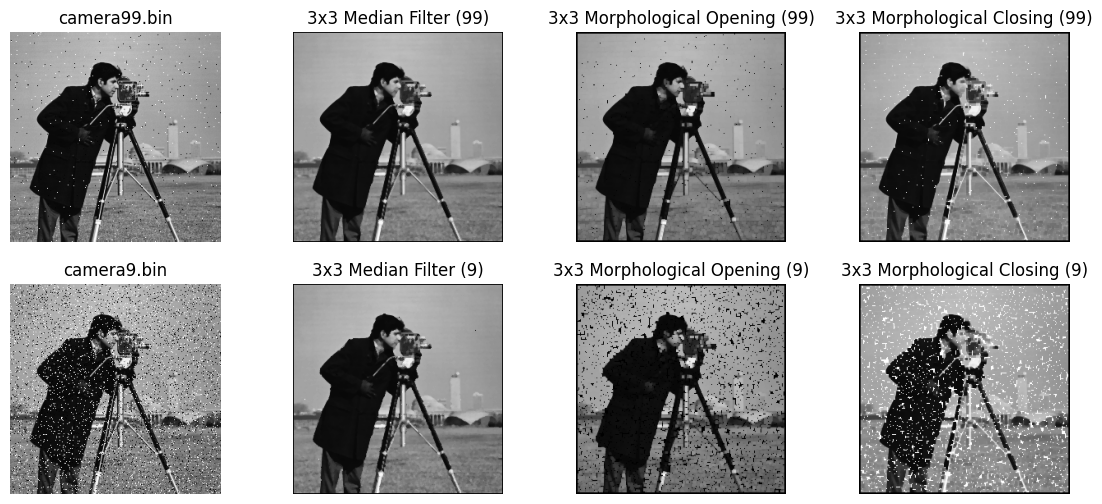 camera99.bin
3x3 Median Filter (99)
3x3 Morphological Opening (99)
3x3 Morphological Closing (99)
camera9.bin
3x3 Median Filter (9)
3x3 Morphological Opening (9)
3x3 Morphological Closing (9)